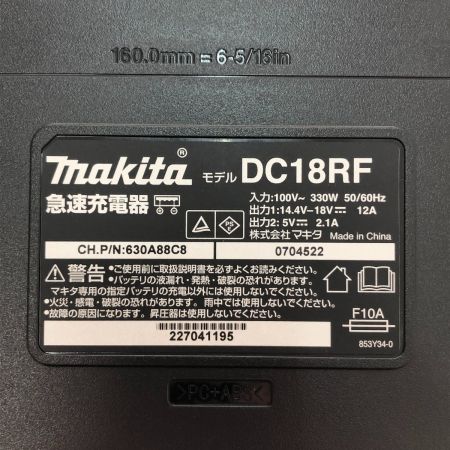 160.0mm = 6-5/16in
makita® モデル DC18RF
急速充電器
入力:100V~ 330W 50/60Hz
出力1:14.4V-18V⎓ 12A
出力2:5V⎓ 2.1A
株式会社マキタ Made in China
PS
CH.P/N:630A88C8
0704522
警告
●ご使用前に取扱説明書を必ずよくお読みください。
●バッテリの液漏れ・発熱・破裂の恐れあり。
マキタ専用の指定バッテリの充電以外には使用しないでください。
●火災・感電・破裂の恐れあり。雨中では使用しないでください。
●故障の原因になります。昇圧器は使用しないでください。
227041195
F10A
853Y34-0
>PC+ABS<